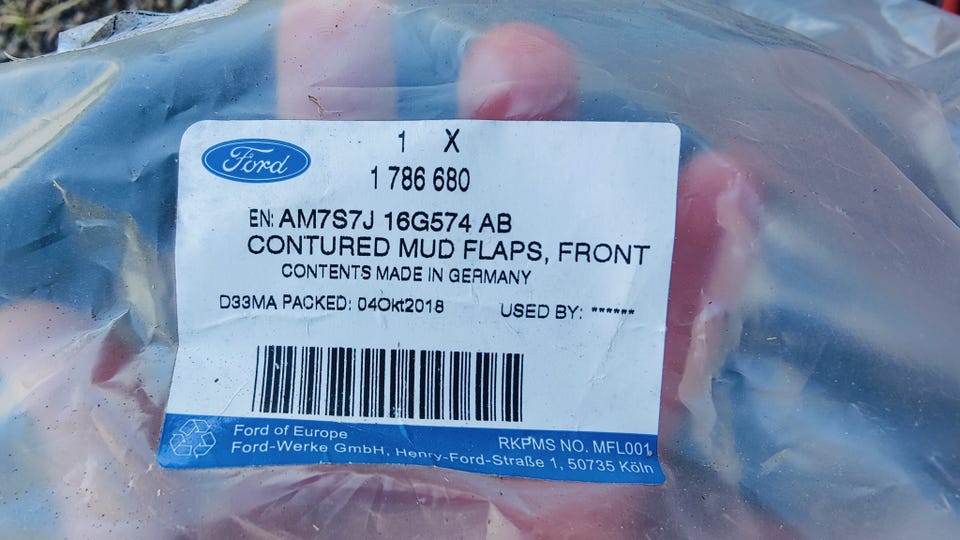 Ford
1 X
1 786 680
EN: AM7S7J 16G574 AB
CONTURED MUD FLAPS, FRONT
CONTENTS MADE IN GERMANY
D33MA PACKED: 04Okt2018 USED BY: ******
Ford of Europe
Ford-Werke GmbH, Henry-Ford-Straße 1, 50735 Köln
RKPMS NO. MFL001